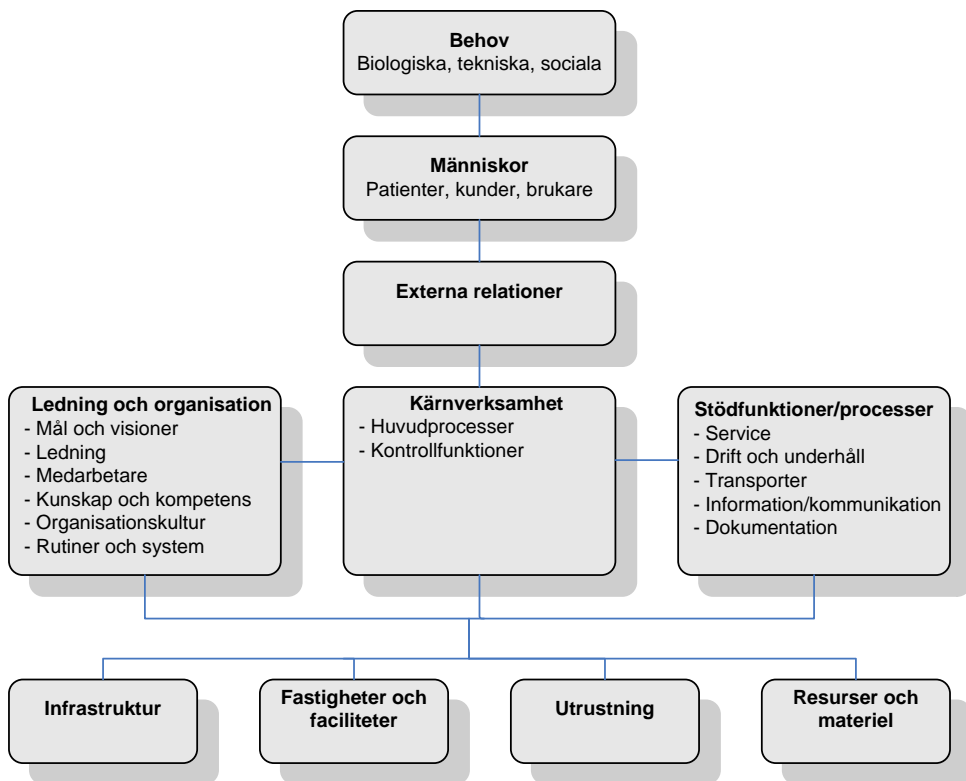 Behov
Biologiska, tekniska, sociala
Människor
Patienter, kunder, brukare
Externa relationer
Ledning och organisation
- Mål och visioner
- Ledning
- Medarbetare
- Kunskap och kompetens
- Organisationskultur
- Rutiner och system
Kärnverksamhet
- Huvudprocesser
- Kontrollfunktioner
Stödfunktioner/processer
- Service
- Drift och underhåll
- Transporter
- Information/kommunikation
- Dokumentation
Infrastruktur
Fastigheter och
faciliteter
Utrustning
Resurser och
materiel